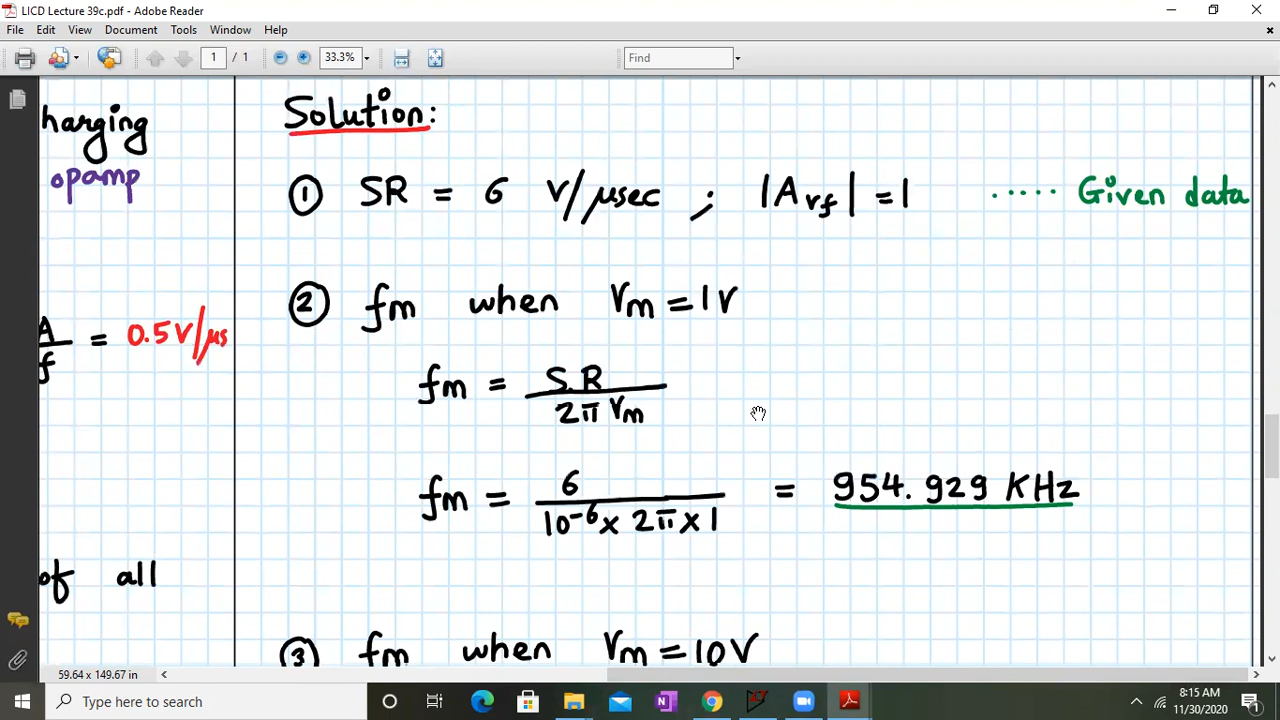 LICD Lecture 39c.pdf - Adobe Reader
File Edit View Document Tools Window Help
1 / 1 33.3% Find
harging
opamp
A/f = 0.5V/μs
of all
Solution:
① SR = 6 V/μsec ; |Avf| = 1 ..... Given data
② fm when Vm = 1V
fm = S.R / 2π Vm
fm = 6 / 10⁻⁶ x 2π x 1 = 954.929 KHz
③ fm when Vm = 10V
59.64 x 149.67 in
Type here to search
8:15 AM
11/30/2020